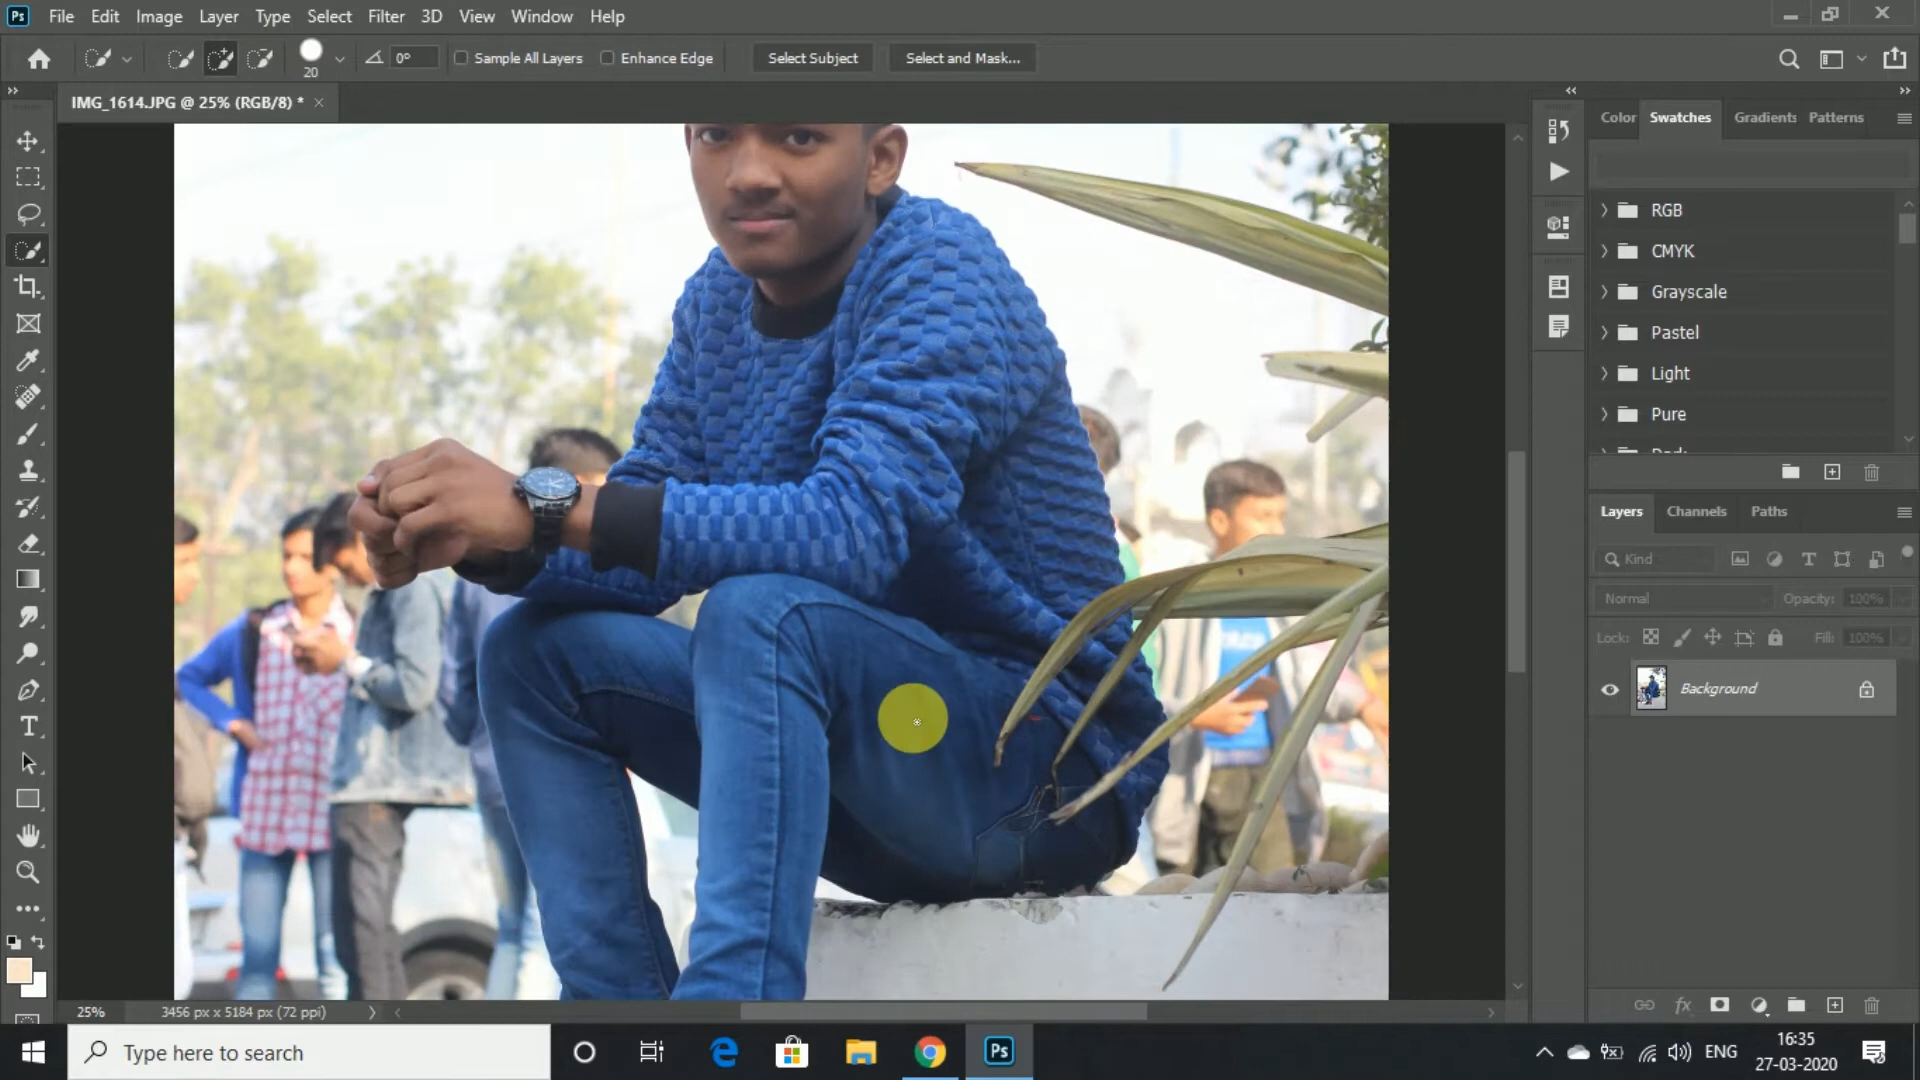 Ps File Edit Image Layer Type Select Filter 3D View Window Help
20 0° Sample All Layers Enhance Edge Select Subject Select and Mask...
IMG_1614.JPG @ 25% (RGB/8) * ×
Color Swatches Gradients Patterns
RGB
CMYK
Grayscale
Pastel
Light
Pure
Layers Channels Paths
Kind
Normal Opacity: 100%
Lock: Fill: 100%
Background
25% 3456 px x 5184 px (72 ppi)
Type here to search
Ps
ENG
16:35
27-03-2020